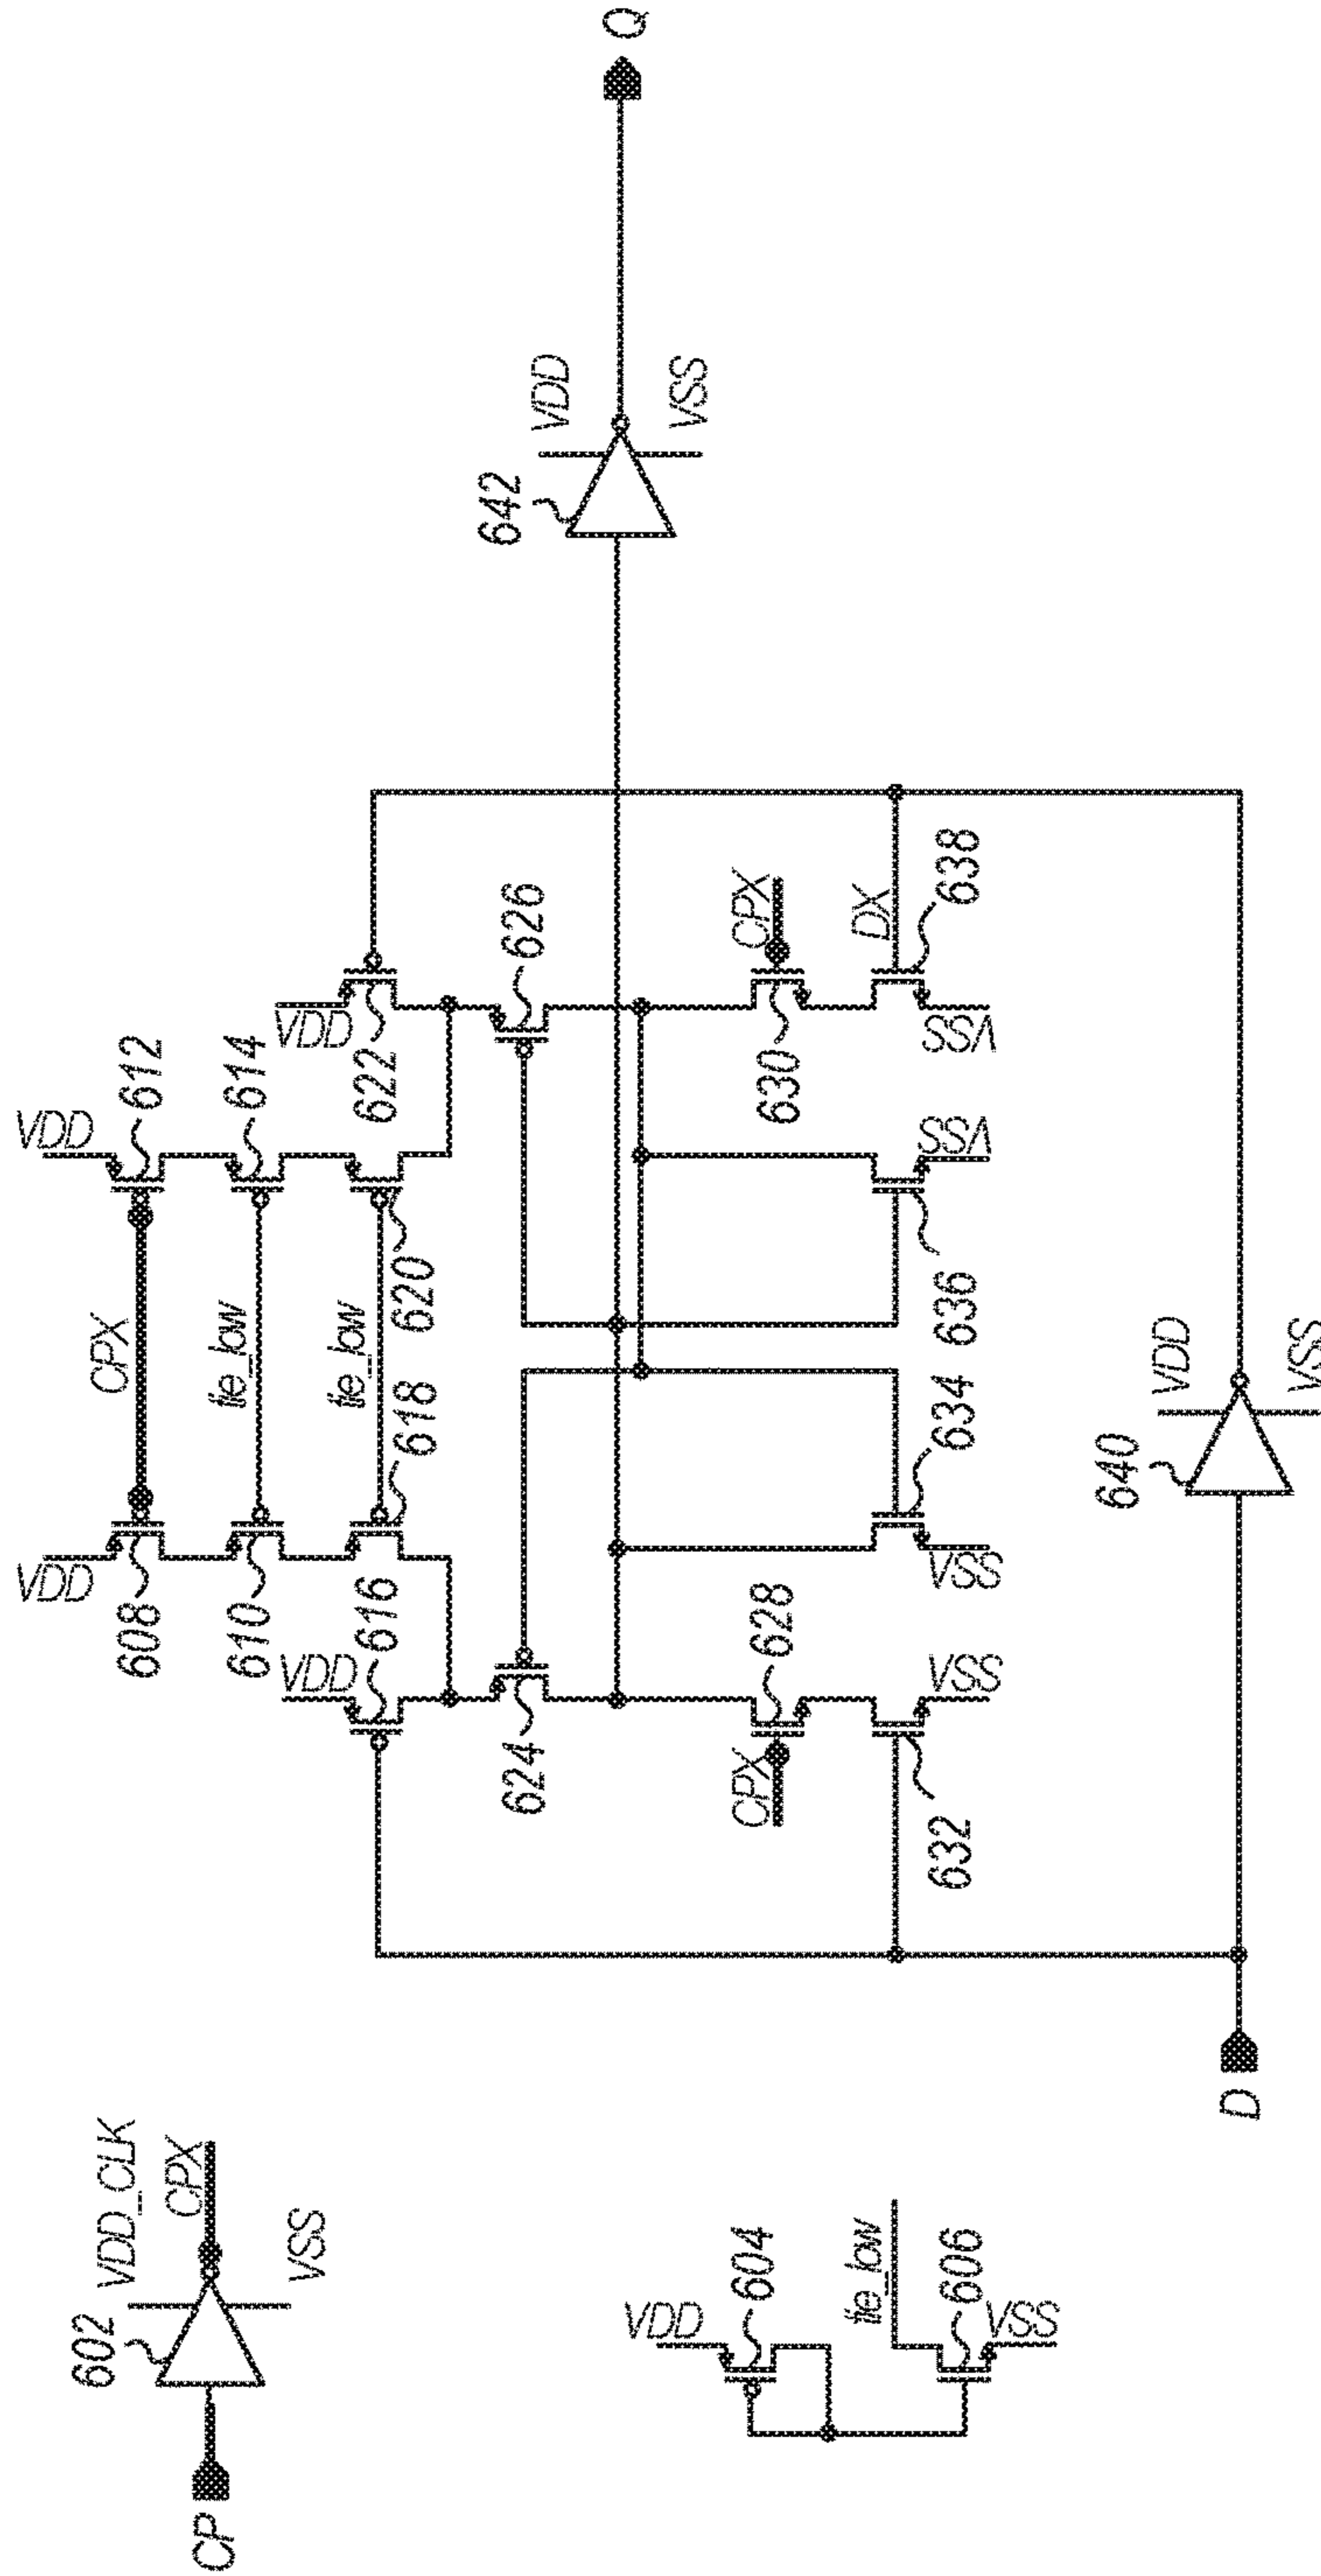 VDD
VDD
602
VDD_CLK
CPX
608
612
CP
CPX
tie_low
610
614
VSS
VDD
616
tie_low
VDD
622
618
620
624
626
642
VDD
Q
VSS
VDD
604
CPX
628
630
CPX
tie_low
DX
606
VSS
632
VSS
VSS
634
636
VSS
VSS
638
640
VDD
D
VSS